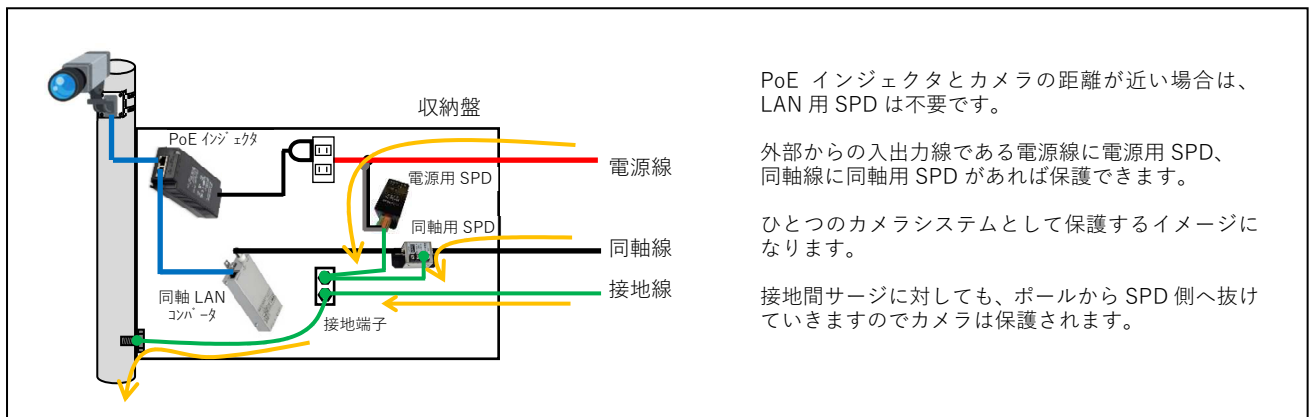 収納盤
PoE ｲﾝｼﾞｪｸﾀ
電源線
電源用 SPD
同軸用 SPD
同軸線
接地線
同軸 LAN
ｺﾝﾊﾞｰﾀ
接地端子
PoE インジェクタとカメラの距離が近い場合は、
LAN 用 SPD は不要です。
外部からの入出力線である電源線に電源用 SPD、
同軸線に同軸用 SPD があれば保護できます。
ひとつのカメラシステムとして保護するイメージに
なります。
接地間サージに対しても、ポールから SPD 側へ抜け
ていきますのでカメラは保護されます。